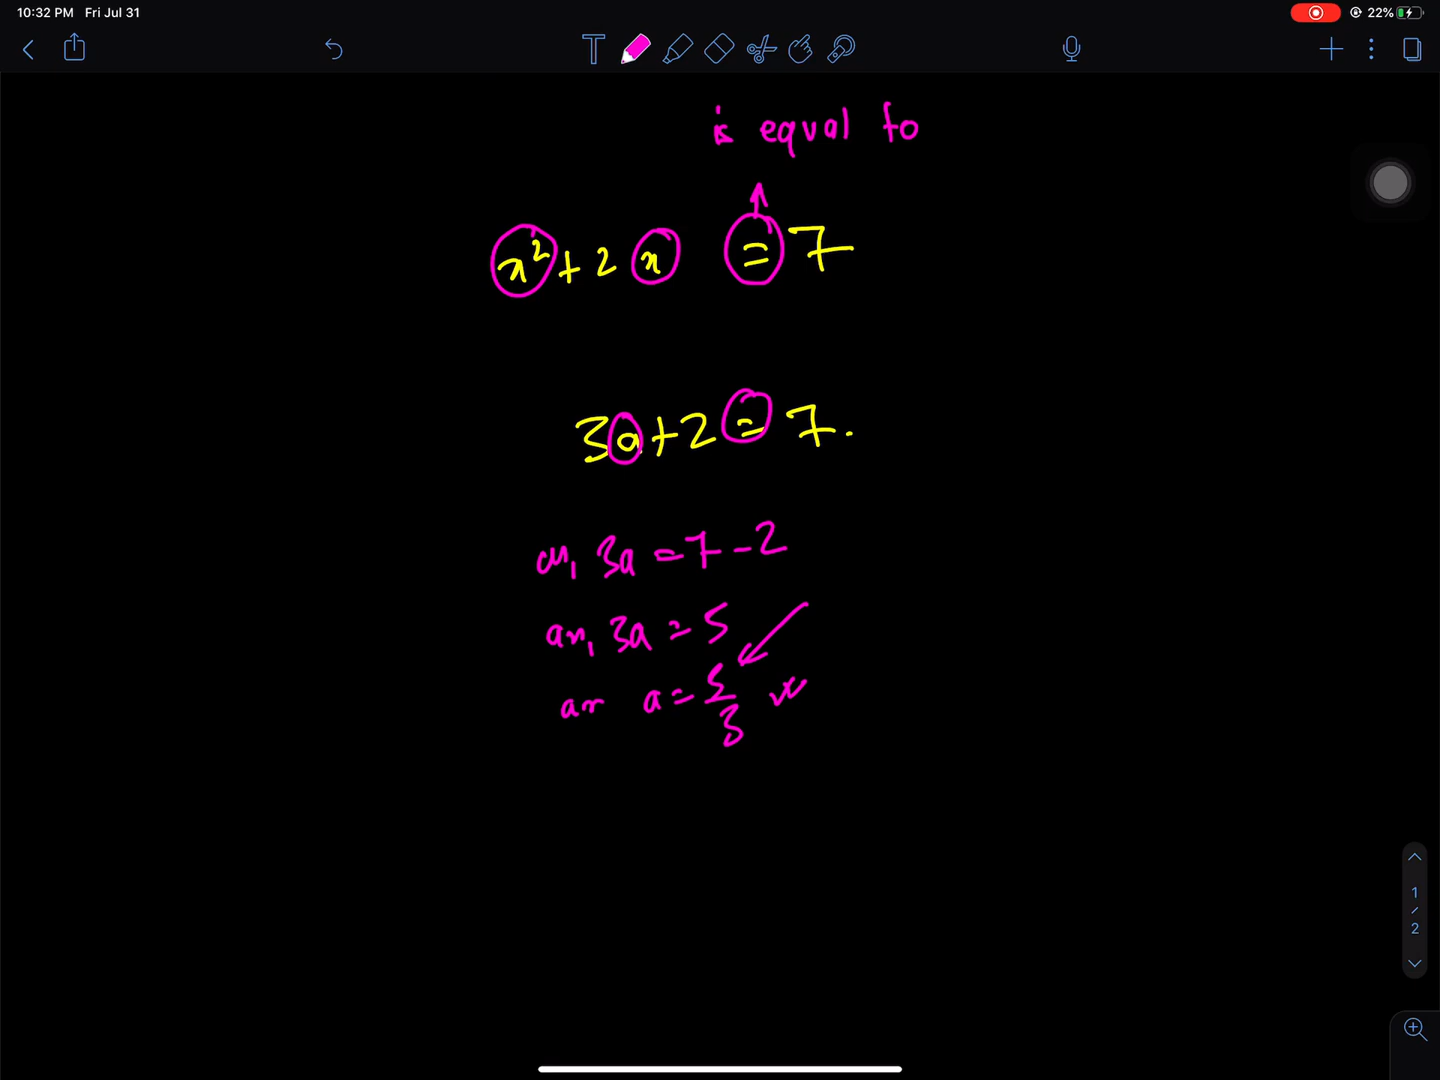 10:32 PM Fri Jul 31
22%
T
is equal to
x² + 2x = 7
3a + 2 = 7.
or, 3a = 7 - 2
or, 3a = 5
or a = 5/3
1
/
2